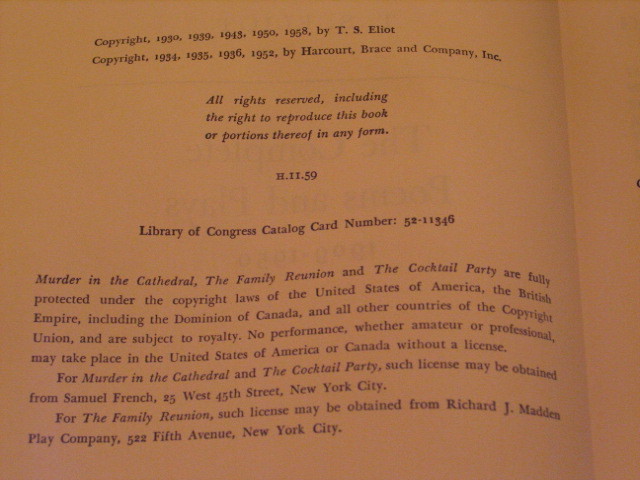 Copyright, 1930, 1939, 1943, 1950, 1958, by T. S. Eliot
Copyright, 1934, 1935, 1936, 1952, by Harcourt, Brace and Company, Inc.
All rights reserved, including
the right to reproduce this book
or portions thereof in any form.
H.11.59
Library of Congress Catalog Card Number: 52-11346
Murder in the Cathedral, The Family Reunion and The Cocktail Party are fully
protected under the copyright laws of the United States of America, the British
Empire, including the Dominion of Canada, and all other countries of the Copyright
Union, and are subject to royalty. No performance, whether amateur or professional,
may take place in the United States of America or Canada without a license.
For Murder in the Cathedral and The Cocktail Party, such license may be obtained
from Samuel French, 25 West 45th Street, New York City.
For The Family Reunion, such license may be obtained from Richard J. Madden
Play Company, 522 Fifth Avenue, New York City.